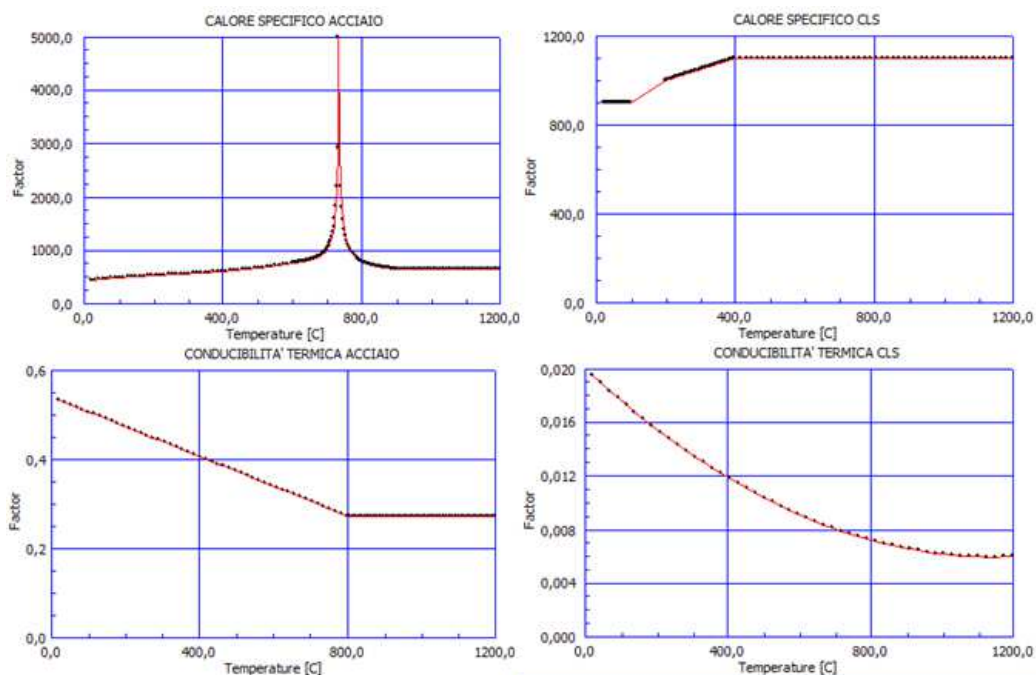 CALORE SPECIFICO ACCIAIO
5000,0
4000,0
3000,0
2000,0
1000,0
0,0
Factor
0,0 400,0 800,0 1200,0
Temperature [C]
CALORE SPECIFICO CLS
1200,0
800,0
400,0
0,0
Factor
0,0 400,0 800,0 1200,0
Temperature [C]
CONDUCIBILITA' TERMICA ACCIAIO
0,6
0,4
0,2
0,0
Factor
0,0 400,0 800,0 1200,0
Temperature [C]
CONDUCIBILITA' TERMICA CLS
0,020
0,016
0,012
0,008
0,004
0,000
Factor
0,0 400,0 800,0 1200,0
Temperature [C]